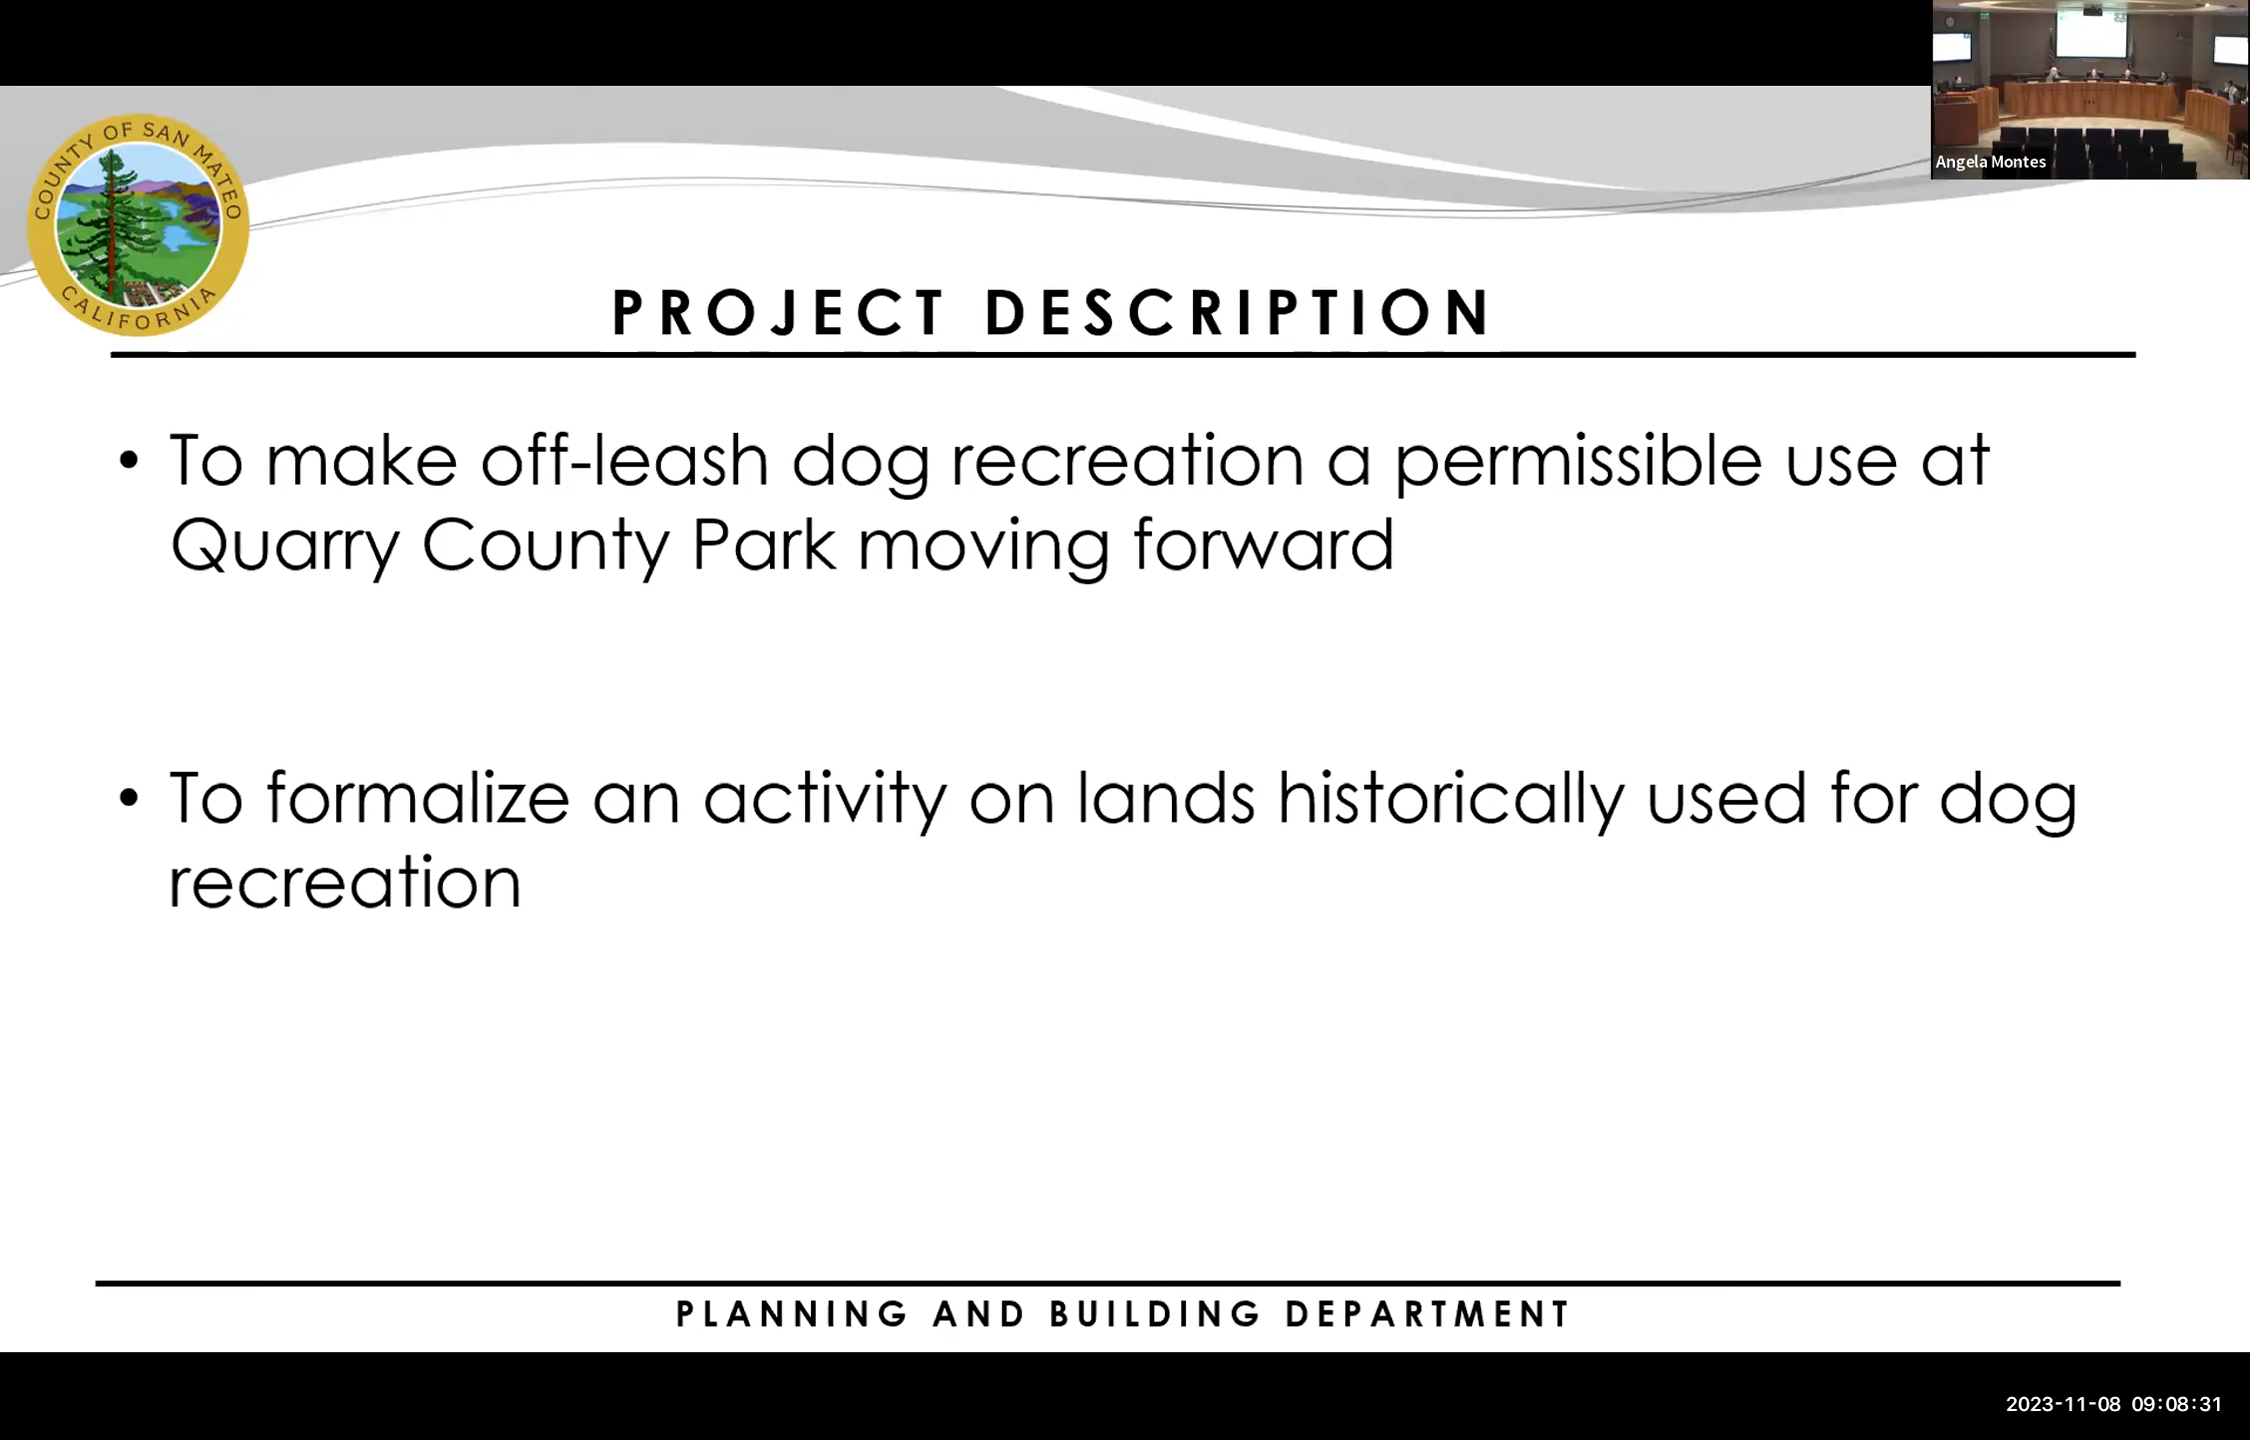 Angela Montes
COUNTY OF SAN MATEO
CALIFORNIA
PROJECT DESCRIPTION
• To make off-leash dog recreation a permissible use at
Quarry County Park moving forward
• To formalize an activity on lands historically used for dog
recreation
PLANNING AND BUILDING DEPARTMENT
2023-11-08 09:08:31